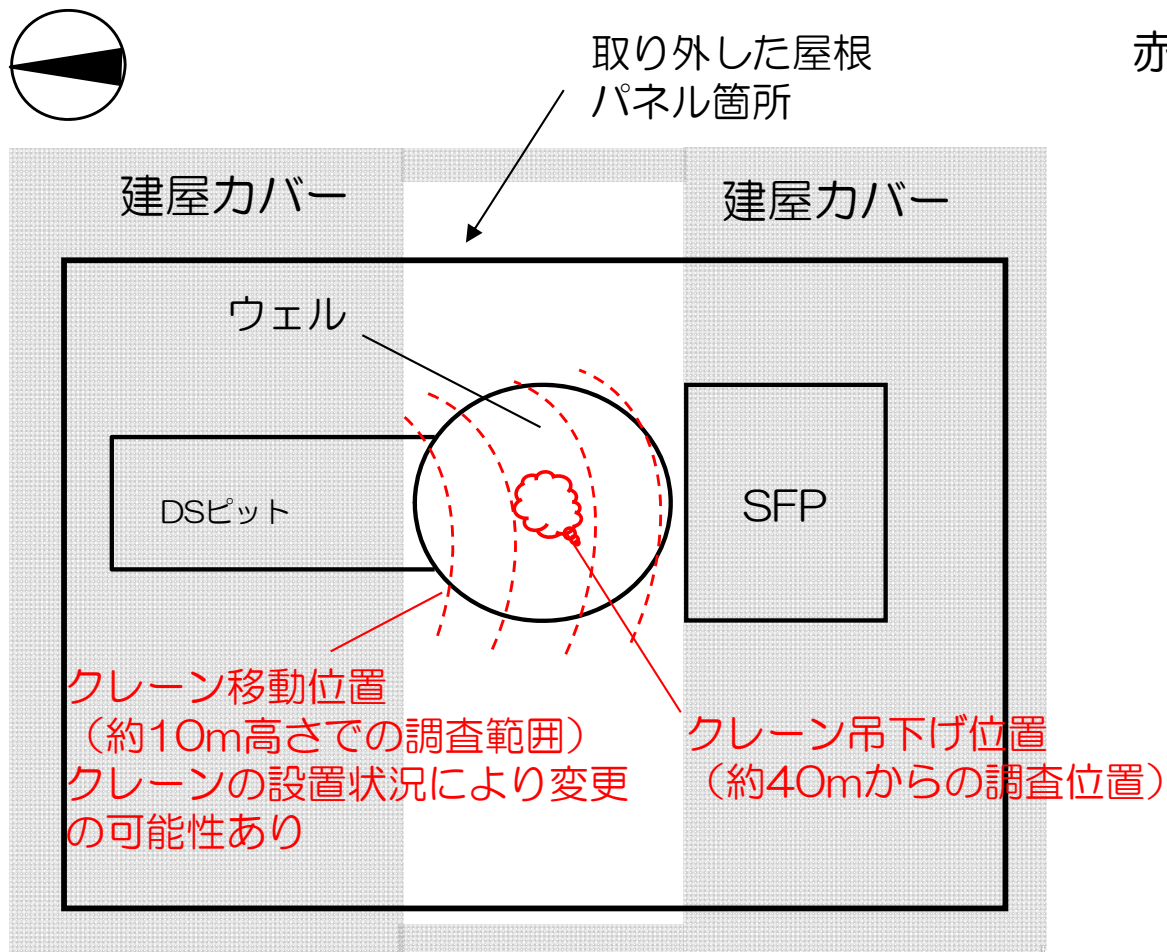 取り外した屋根
パネル箇所
赤
建屋カバー
建屋カバー
ウェル
DSピット
SFP
クレーン移動位置
（約10m高さでの調査範囲）
クレーンの設置状況により変更
の可能性あり
クレーン吊下げ位置
（約40mからの調査位置）